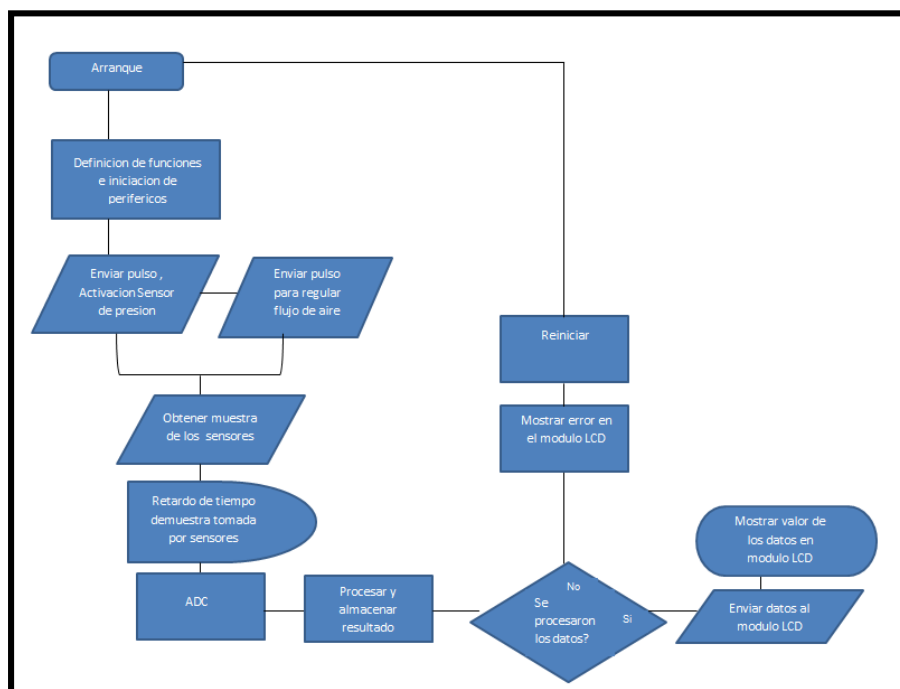 Arranque
Definicion de funciones
e iniciacion de
perifericos
Enviar pulso ,
Activacion Sensor
de presion
Enviar pulso
para regular
flujo de aire
Obtener muestra
de los sensores
Retardo de tiempo
demuestra tomada
por sensores
ADC
Procesar y
almacenar
resultado
Reiniciar
Mostrar error en
el modulo LCD
No
Se
procesaron
los datos?
Si
Mostrar valor de
los datos en
modulo LCD
Enviar datos al
modulo LCD